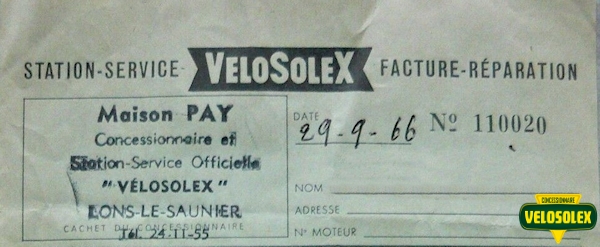 STATION-SERVICE VELOSOLEX FACTURE-RÉPARATION
Maison PAY
Concessionnaire et
Station-Service Officielle
"VÉLOSOLEX"
LONS-LE-SAUNIER
CACHET DU CONCESSIONNAIRE
Tél. 24-11-55
DATE 29-9-66 Nº 110020
NOM
ADRESSE
Nº MOTEUR
CONCESSIONNAIRE
VELOSOLEX